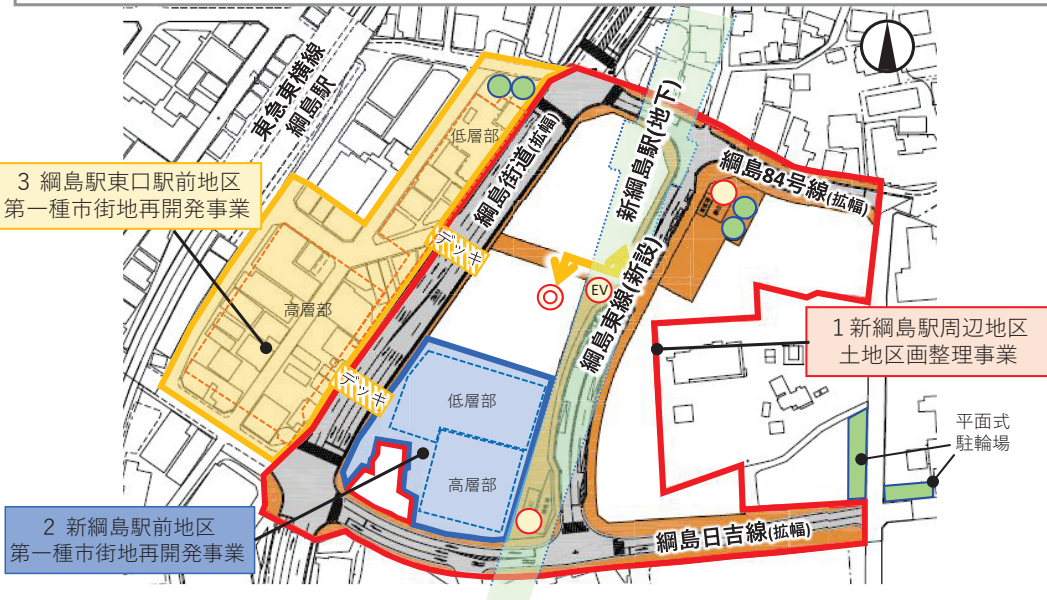 東急東横線
綱島駅
低層部
綱島街道(拡幅)
新綱島駅(地下)
綱島84号線(拡幅)
3 綱島駅東口駅前地区
第一種市街地再開発事業
デッキ
EV
綱島東線(新設)
高層部
1 新綱島駅周辺地区
土地区画整理事業
デッキ
低層部
平面式
駐輪場
高層部
2 新綱島駅前地区
第一種市街地再開発事業
綱島日吉線(拡幅)